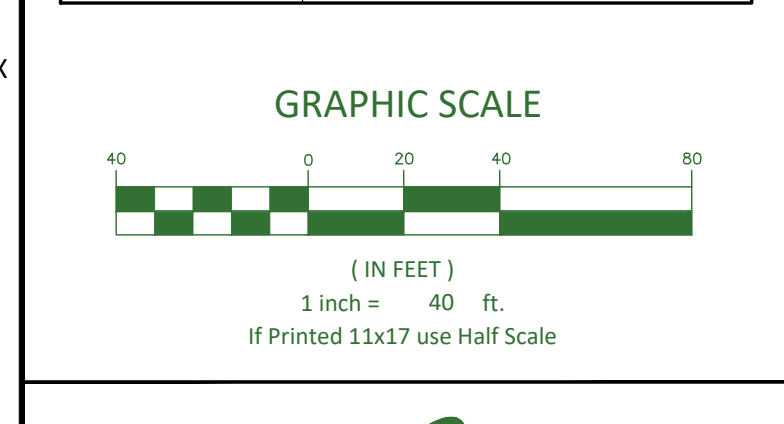 X
GRAPHIC SCALE
40 0 20 40 80
( IN FEET )
1 inch = 40 ft.
If Printed 11x17 use Half Scale